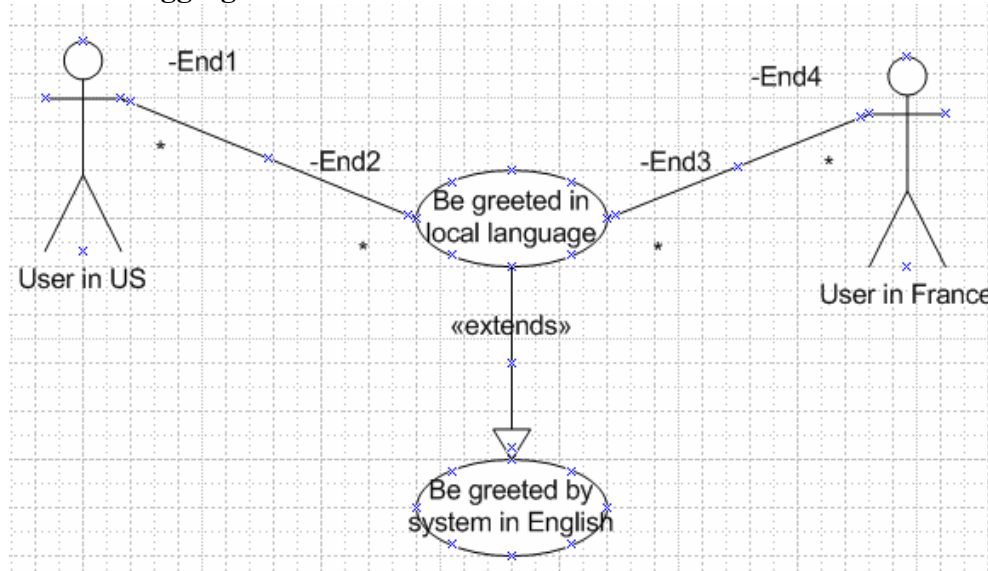 ggg
-End1
-End4
-End2
-End3
*
*
Be greeted in
local language
*
*
User in US
User in France
«extends»
Be greeted by
system in English